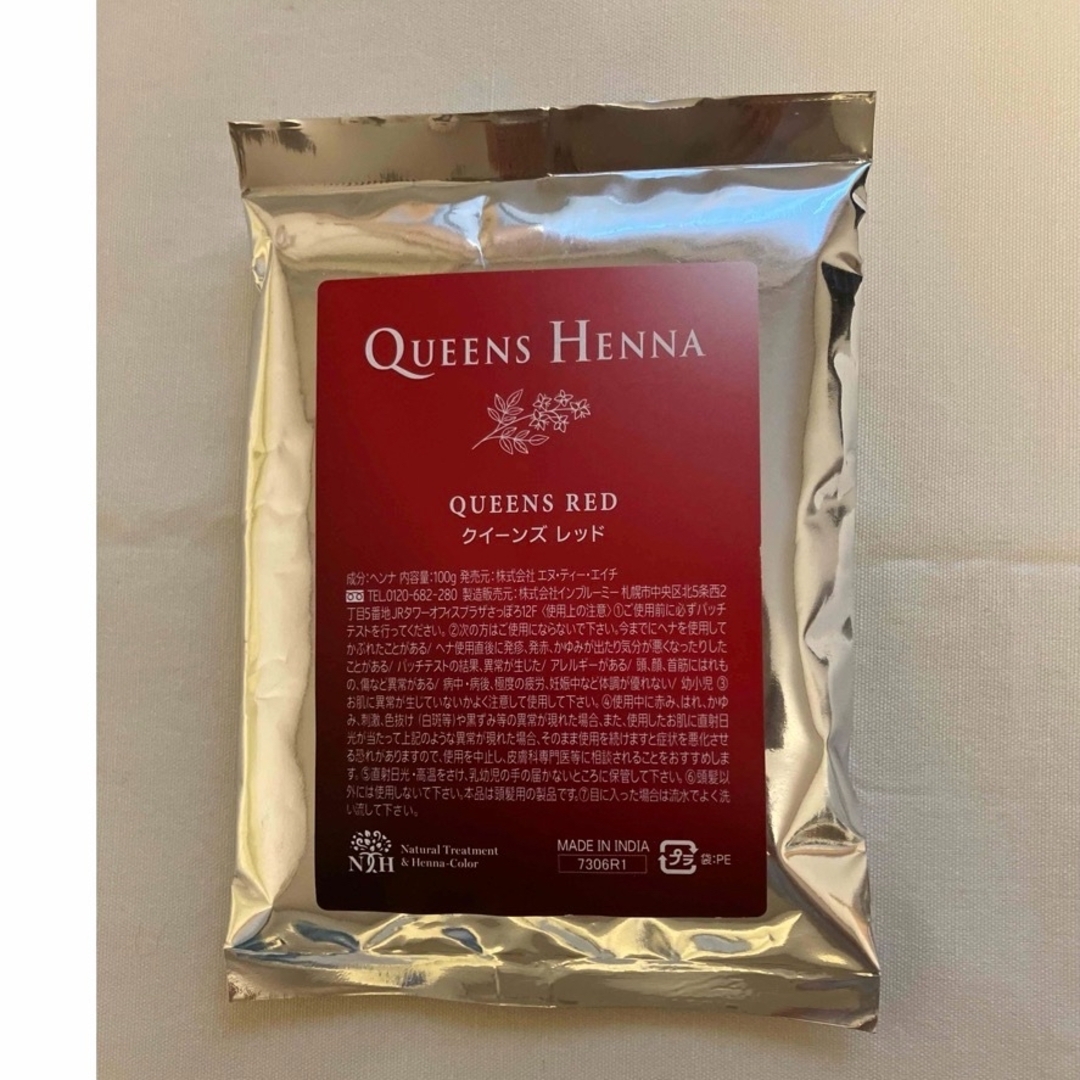 QUEENS HENNA
QUEENS RED
クイーンズ レッド
成分:ヘンナ 内容量:100g 発売元:株式会社 エヌ・ティー・エイチ
TEL.0120-682-280 製造販売元:株式会社インプルーミー 札幌市中央区北5条西2
丁目5番地JRタワーオフィスプラザさっぽろ12F〈使用上の注意〉①ご使用前に必ずパッチ
テストを行ってください。②次の方はご使用にならないで下さい。今までにヘナを使用して
かぶれたことがある/ ヘナ使用直後に発疹、発赤、かゆみが出たり気分が悪くなったりした
ことがある/ パッチテストの結果、異常が生じた/ アレルギーがある/ 頭、顔、首筋にはれも
の、傷など異常がある/ 病中・病後、極度の疲労、妊娠中など体調が優れない/ 幼小児 ③
お肌に異常が生じていないかよく注意して使用して下さい。④使用中に赤み、はれ、かゆ
み、刺激、色抜け(白斑等)や黒ずみ等の異常が現れた場合、また、使用したお肌に直射日
光が当たって上記のような異常が現れた場合、そのまま使用を続けますと症状を悪化させ
る恐れがありますので、使用を中止し、皮膚科専門医等に相談されることをおすすめしま
す。⑤直射日光・高温をさけ、乳幼児の手の届かないところに保管して下さい。⑥頭髪以
外には使用しないで下さい。本品は頭髪用の製品です。⑦目に入った場合は流水でよく洗
い流して下さい。
NTH
Natural Treatment
& Henna-Color
MADE IN INDIA
7306R1
プラ
袋:PE